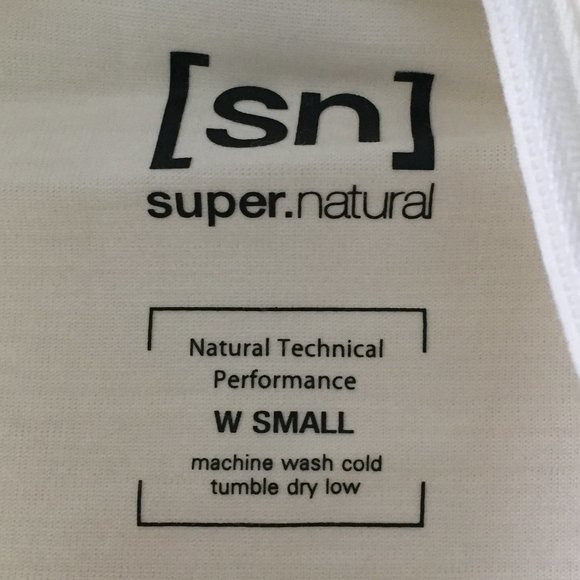 [sn]
super.natural
Natural Technical
Performance
W SMALL
machine wash cold
tumble dry low